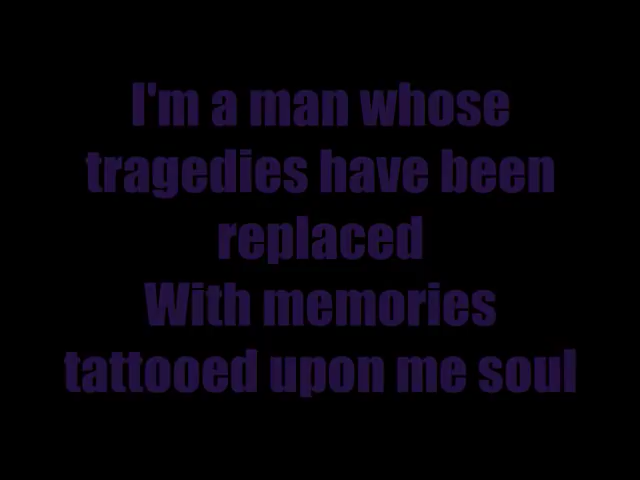 I'm a man whose
tragedies have been
replaced
With memories
tattooed upon me soul